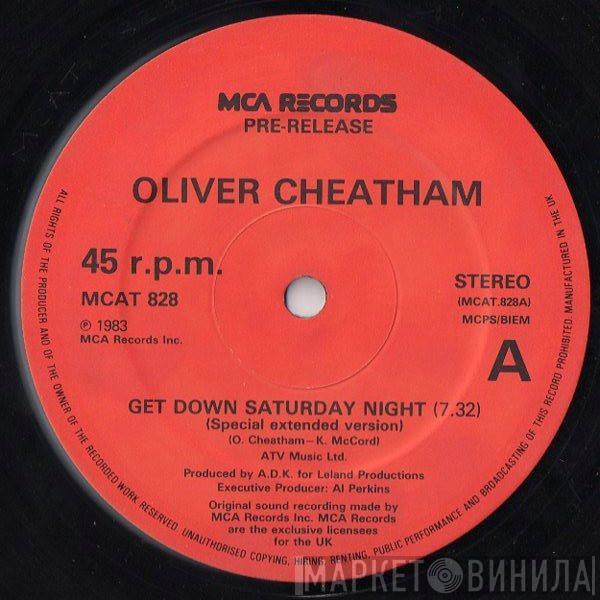 MCA RECORDS
PRE-RELEASE
OLIVER CHEATHAM
45 r.p.m.
MCAT 828
℗ 1983
MCA Records Inc.
STEREO
(MCAT.828A)
MCPS/BIEM
A
GET DOWN SATURDAY NIGHT (7.32)
(Special extended version)
(O. Cheatham–K. McCord)
ATV Music Ltd.
Produced by A.D.K. for Leland Productions
Executive Producer: Al Perkins
Original sound recording made by
MCA Records Inc. MCA Records
are the exclusive licensees
for the UK
ALL RIGHTS OF THE PRODUCER AND OF THE OWNER OF THE RECORDED WORK RESERVED. UNAUTHORISED COPYING, HIRING, RENTING, PUBLIC PERFORMANCE AND BROADCASTING OF THIS RECORD PROHIBITED. MANUFACTURED IN THE UK
МАРКЕТ ВИНИЛА